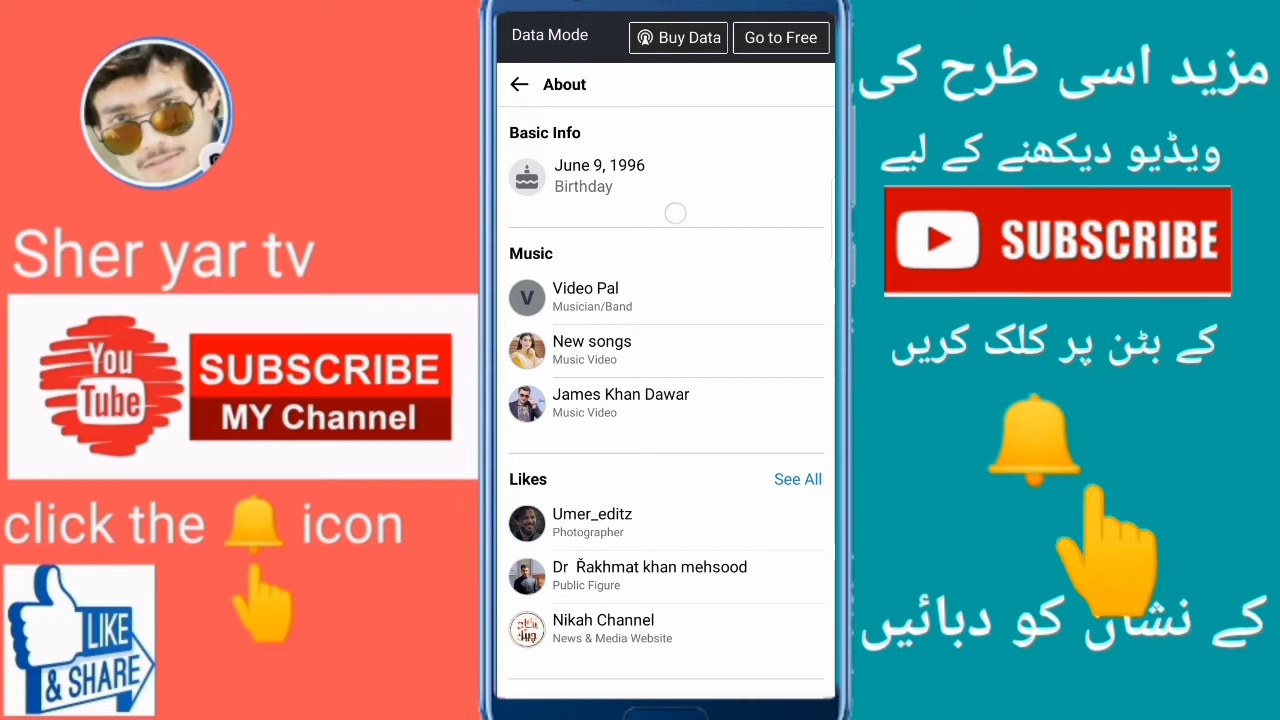 Sher yar tv
You
Tube
SUBSCRIBE
MY Channel
click the 🔔 icon
LIKE
& SHARE
Data Mode
Buy Data
Go to Free
About
Basic Info
June 9, 1996
Birthday
Music
V
Video Pal
Musician/Band
New songs
Music Video
James Khan Dawar
Music Video
Likes
See All
Umer_editz
Photographer
Dr Řakhmat khan mehsood
Public Figure
Nikah Channel
News & Media Website
مزید اسی طرح کی
ویڈیو دیکھنے کے لیے
SUBSCRIBE
کے بٹن پر کلک کریں
کے نشان کو دبائیں